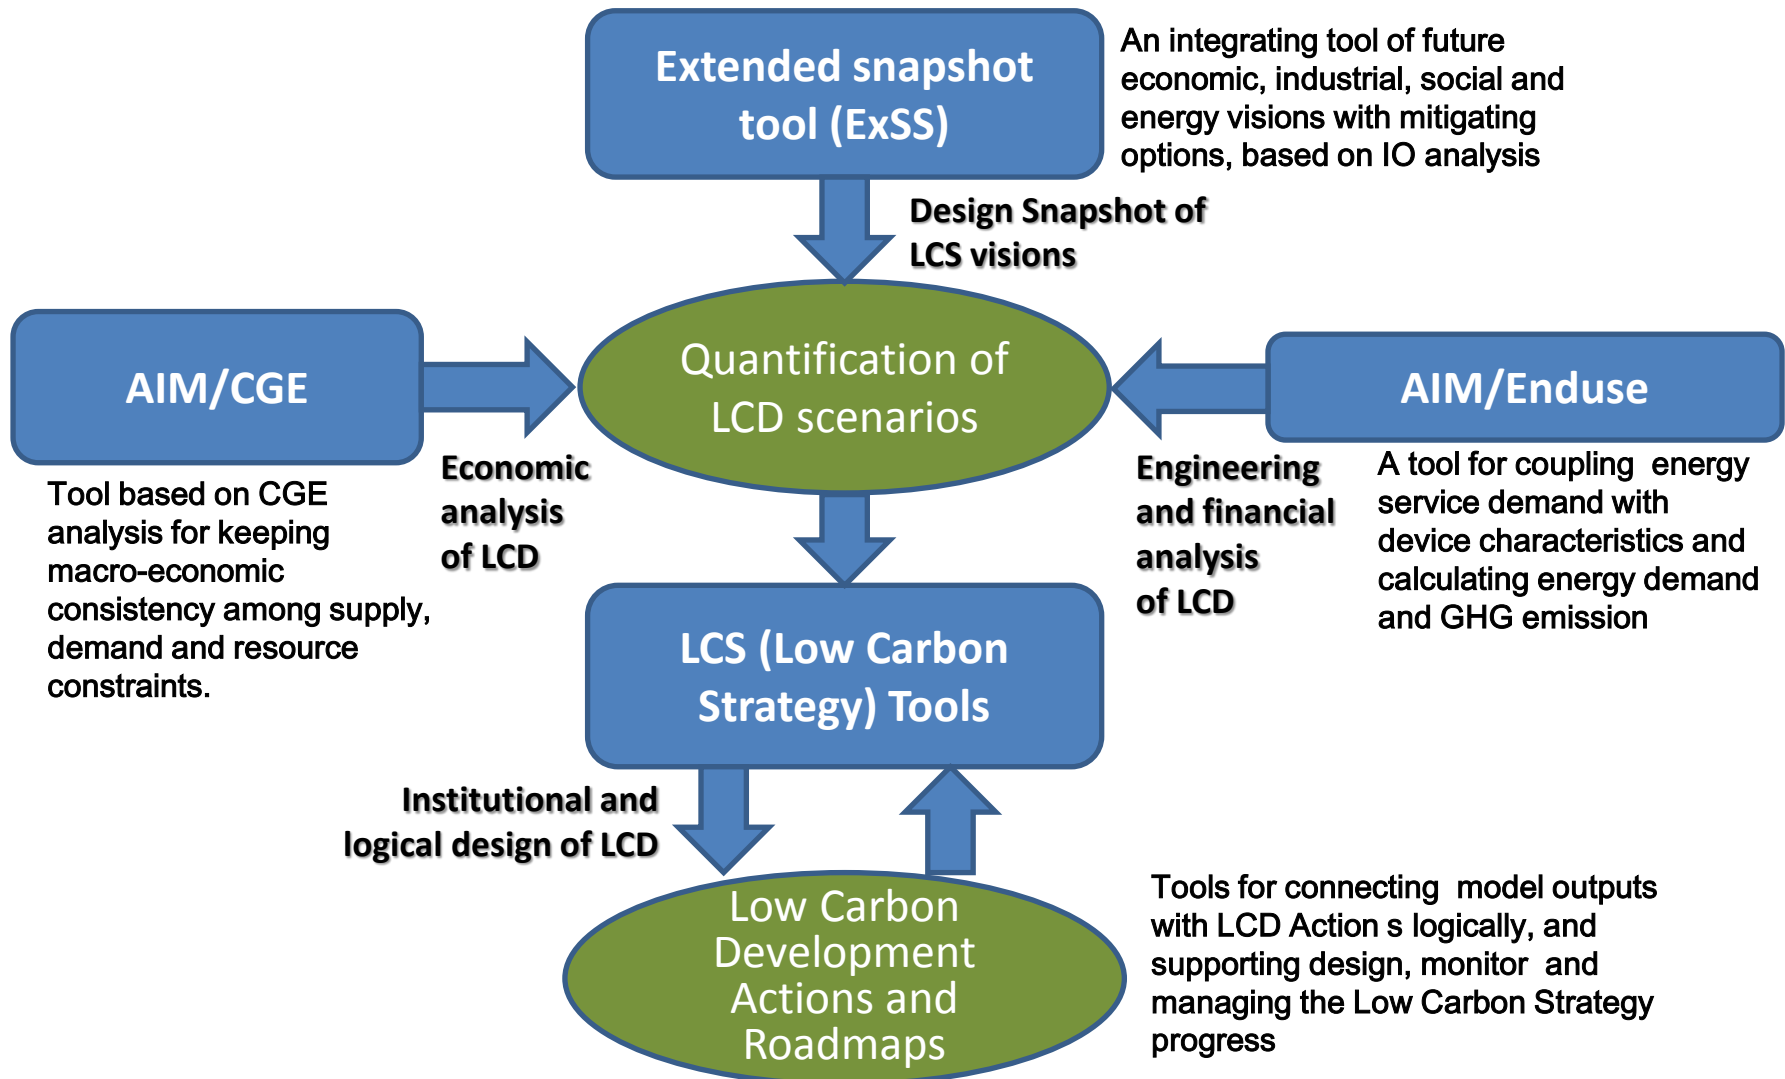 Extended snapshot
tool (ExSS)
An integrating tool of future
economic, industrial, social and
energy visions with mitigating
options, based on IO analysis
Design Snapshot of
LCS visions
AIM/CGE
Quantification of
LCD scenarios
AIM/Enduse
Tool based on CGE
analysis for keeping
macro-economic
consistency among supply,
demand and resource
constraints.
Economic
analysis
of LCD
Engineering
and financial
analysis
of LCD
A tool for coupling  energy
service demand with
device characteristics and
calculating energy demand
and GHG emission
LCS (Low Carbon
Strategy) Tools
Institutional and
logical design of LCD
Low Carbon
Development
Actions and
Roadmaps
Tools for connecting  model outputs
with LCD Action s logically, and
supporting design, monitor  and
managing the Low Carbon Strategy
progress